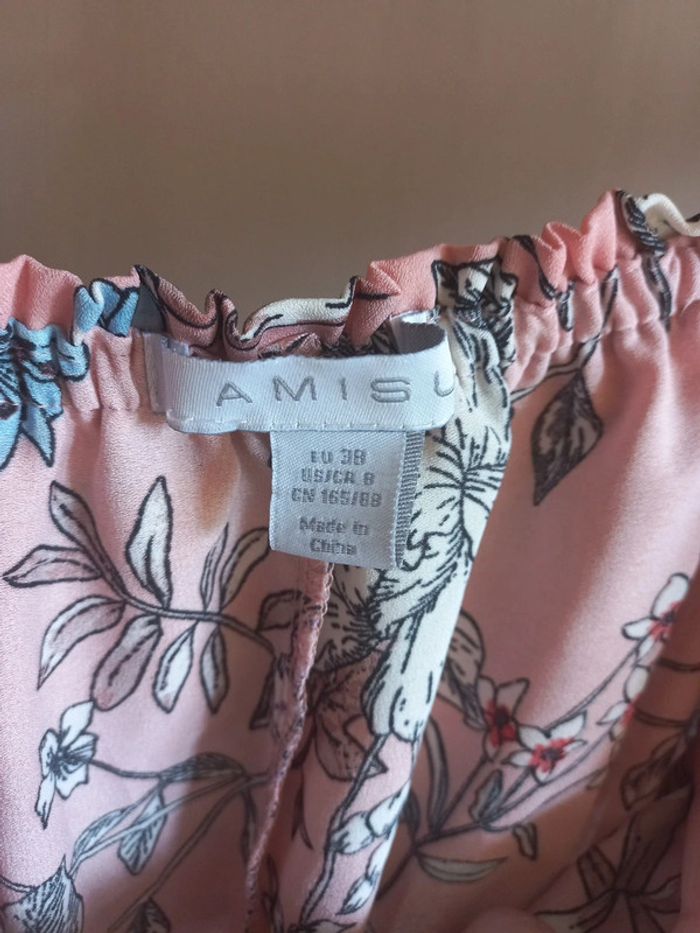 AMISU
EU 38
US/CA 8
CN 165/88
Made in
China